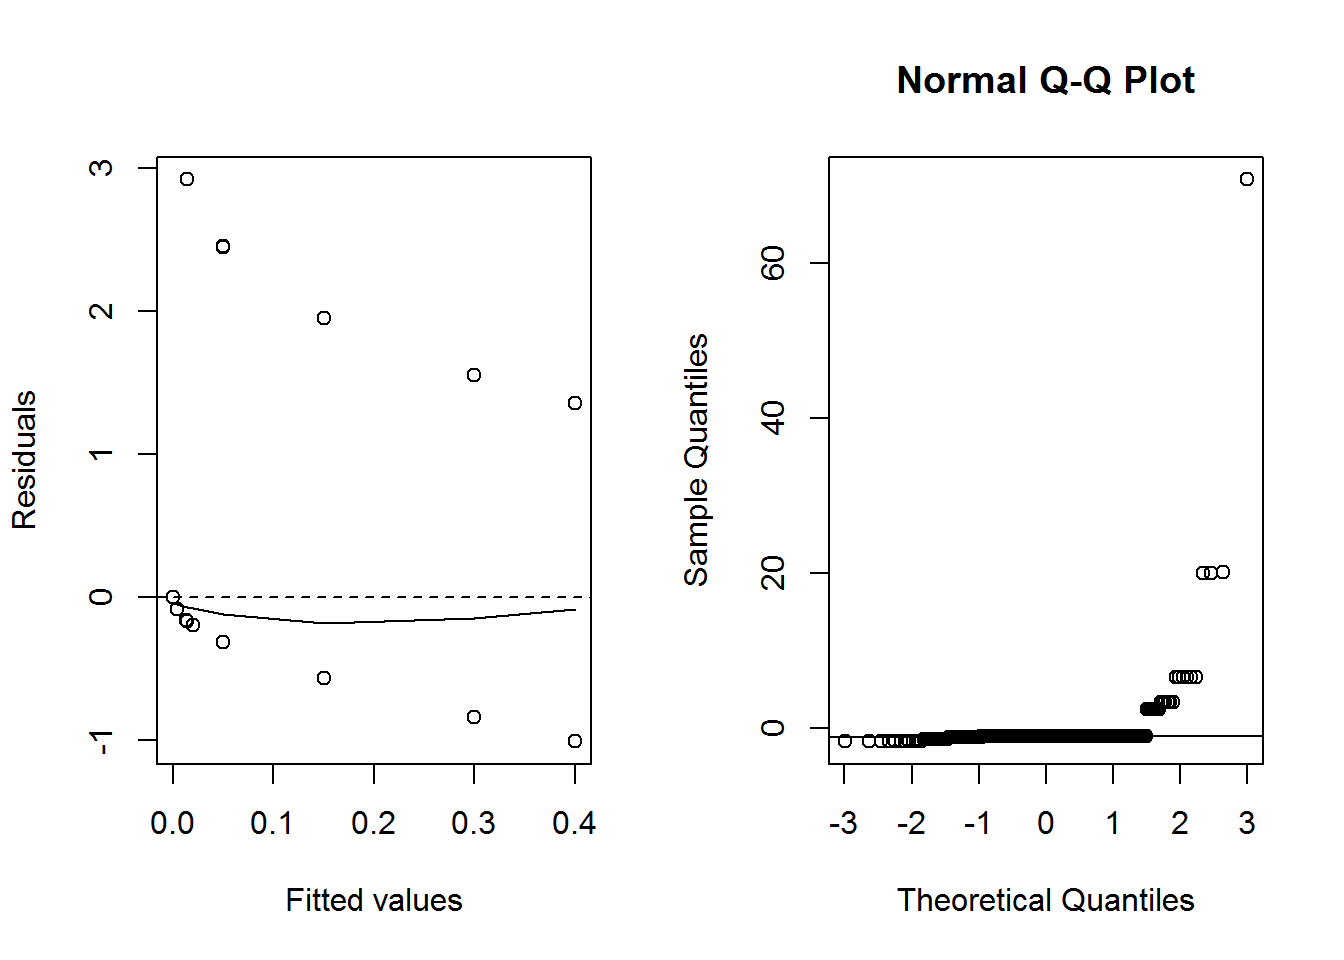 Residuals
3
2
1
0
-1
0.0 0.1 0.2 0.3 0.4
Fitted values
Normal Q-Q Plot
Sample Quantiles
60
40
20
0
-3 -2 -1 0 1 2 3
Theoretical Quantiles